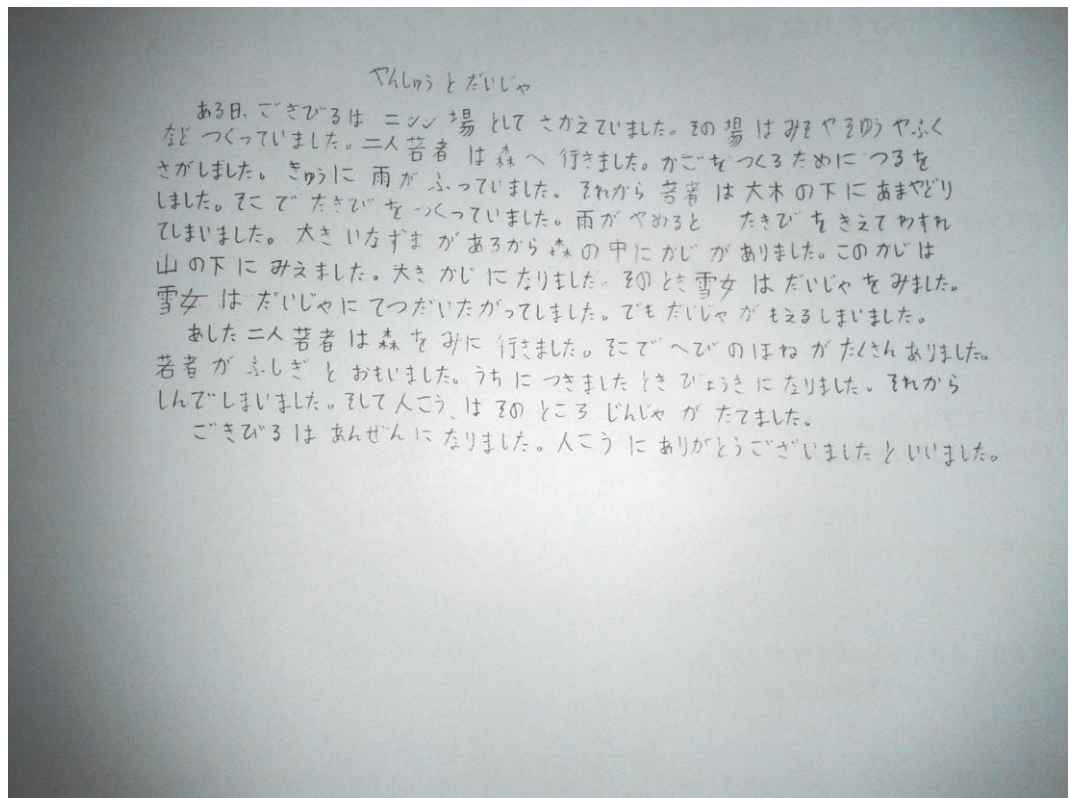 やんしゅうとだいじゃ
ある日、ごきびるはニシン場としてさかえていました。その場はみそやそゆうやふく
などつくっていました。二人若者は森へ行きました。かごをつくるためにつるを
さがしました。きゅうに雨がふっていました。それから若者は大木の下にあまやどり
しました。そこでたきびをつくっていました。雨がやめると たきびをきえてわすれ
てしまいました。大きいなずまがあるから森の中にかじがありました。このかじは
山の下にみえました。大きかじになりました。そのとき雪女はだいじゃをみました。
雪女はだいじゃにてつだいたがってしました。でもだいじゃがもえるしまいました。
あした二人若者は森をみに行きました。そこでへびのほねがたくさんありました。
若者がふしぎとおもいました。うちにつきましたときびょうきになりました。それから
しんでしまいました。そして人こう、はそのところじんじゃがたてました。
ごきびるはあんぜんになりました。人こうにありがとうございましたといいました。